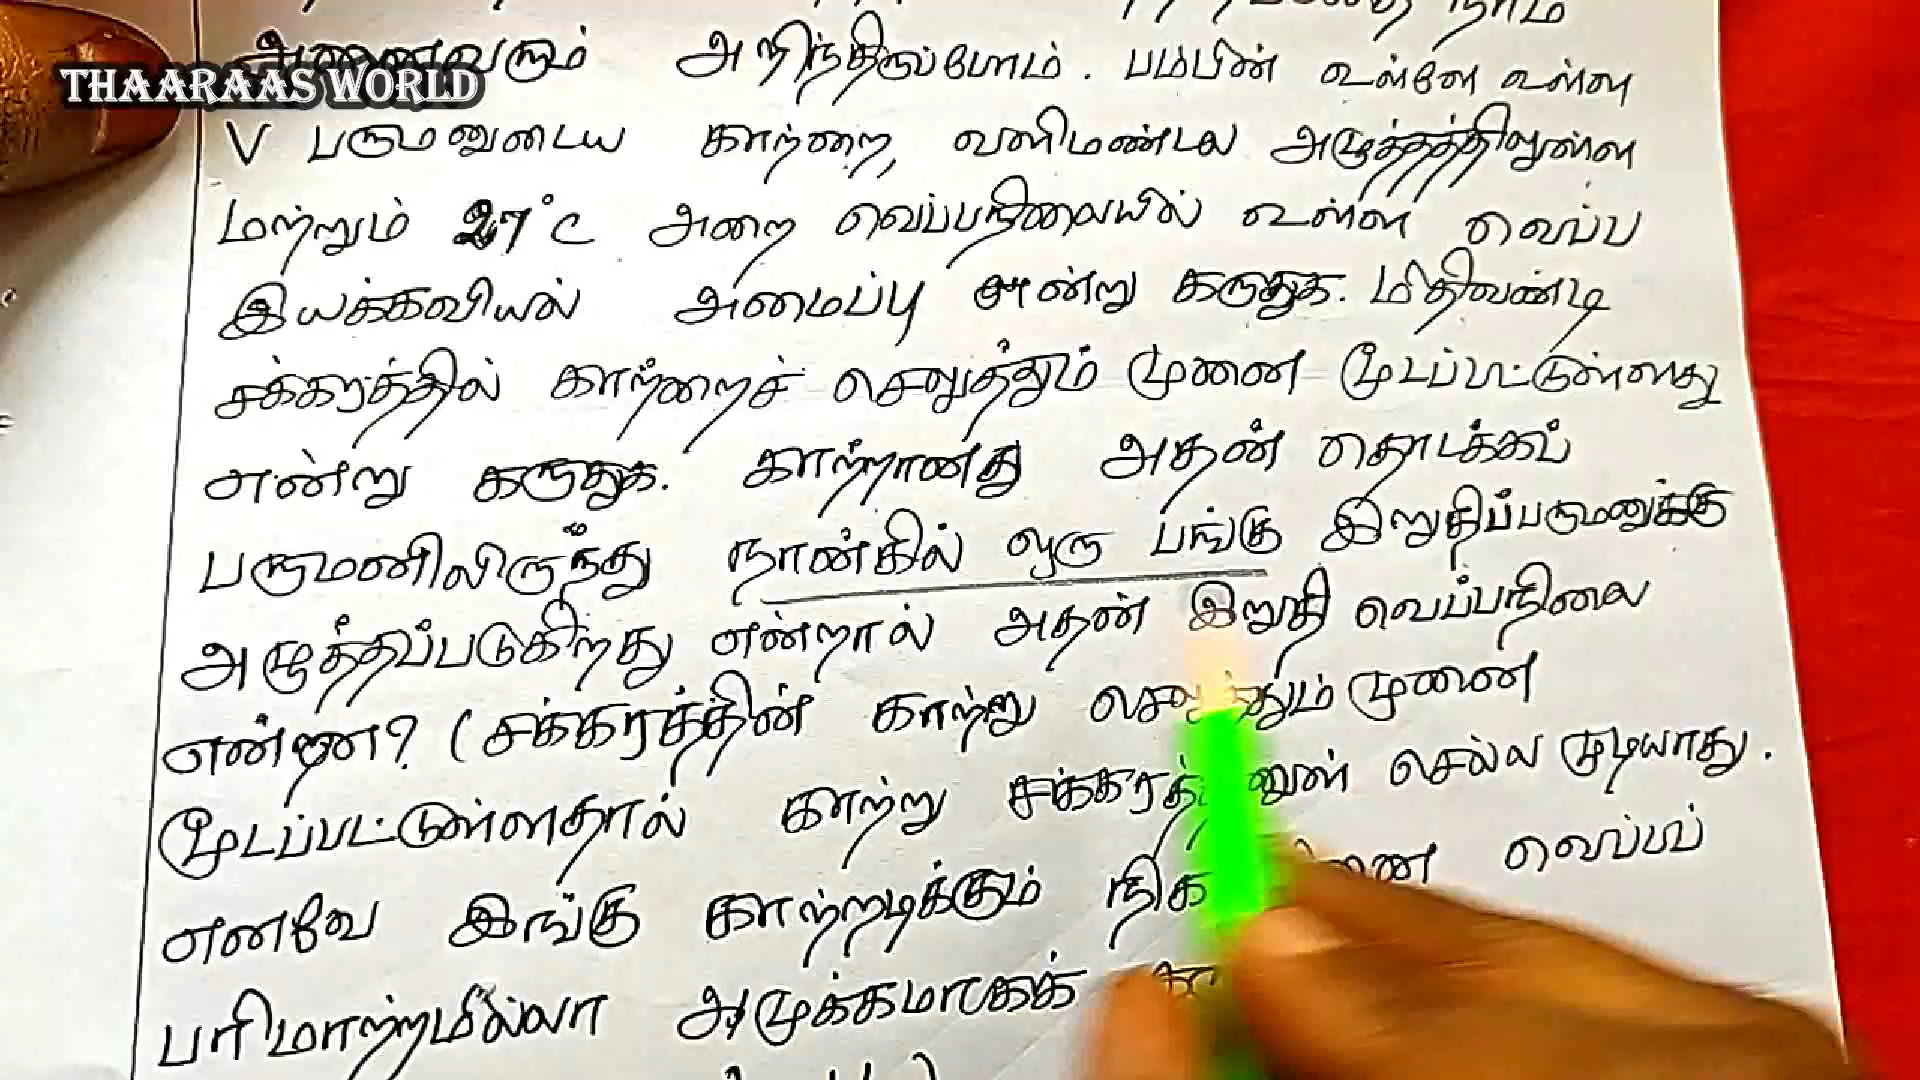 நாம்
அனைவரும் அறிந்திருப்போம். பம்பின் உள்ளே உள்ள
THAARAAS WORLD
V பருமனுடைய காற்றை, வளிமண்டல அழுத்தத்திலுள்ள
மற்றும் 27°C அறை வெப்பநிலையில் உள்ள வெப்ப
இயக்கவியல் அமைப்பு என்று கருதுக. மிதிவண்டி
சக்கரத்தில் காற்றைச் செலுத்தும் முனை மூடப்பட்டுள்ளது
என்று கருதுக. காற்றானது அதன் தொடக்கப்
பருமனிலிருந்து நான்கில் ஒரு பங்கு இறுதிப்பருமனுக்கு
அழுத்தப்படுகிறது என்றால் அதன் இறுதி வெப்பநிலை
என்ன? (சக்கரத்தின் காற்று செலுத்தும் முனை
மூடப்பட்டுள்ளதால் காற்று சக்கரத்தினுள் செல்ல முடியாது.
எனவே இங்கு காற்றடிக்கும் வெப்பப்
பரிமாற்றமில்லா அமுக்கமாகக்